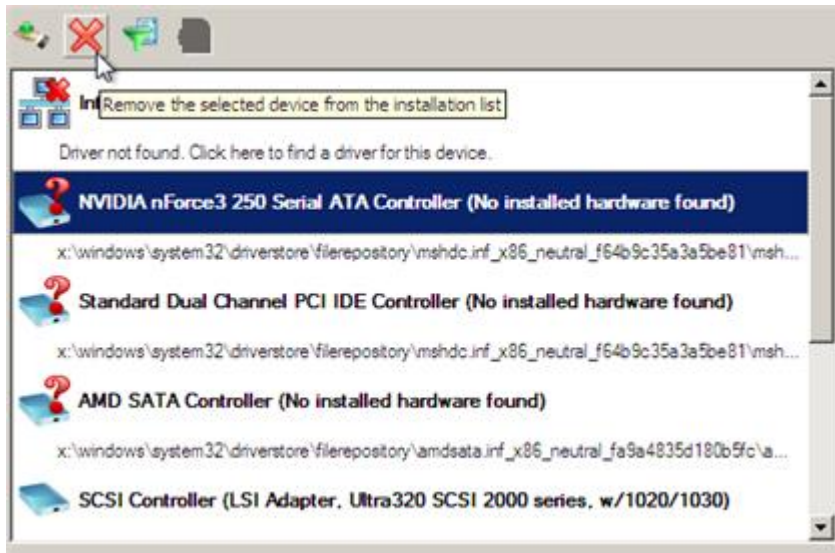 Int
Remove the selected device from the installation list
Driver not found. Click here to find a driver for this device.
NVIDIA nForce3 250 Serial ATA Controller (No installed hardware found)
x:\windows\system32\driverstore\filerepository\mshdc.inf_x86_neutral_f64b9c35a3a5be81\msh...
Standard Dual Channel PCI IDE Controller (No installed hardware found)
x:\windows\system32\driverstore\filerepository\mshdc.inf_x86_neutral_f64b9c35a3a5be81\msh...
AMD SATA Controller (No installed hardware found)
x:\windows\system32\driverstore\filerepository\amdsata.inf_x86_neutral_fa9a4835d180b5fc\a...
SCSI Controller (LSI Adapter, Ultra320 SCSI 2000 series, w/1020/1030)